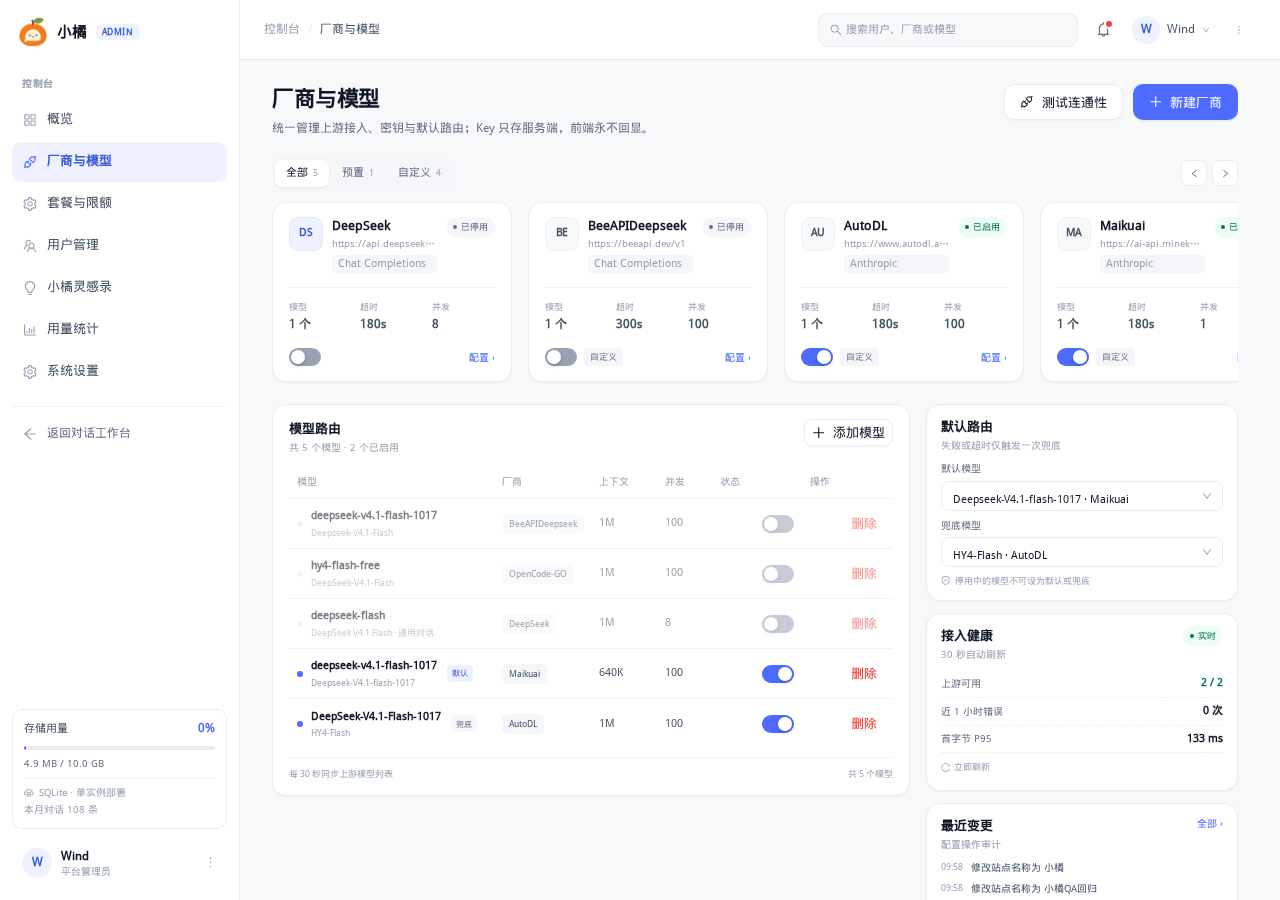 小橘 ADMIN
控制台
概览
厂商与模型
套餐与限额
用户管理
小橘灵感录
用量统计
系统设置
返回对话工作台
存储用量 0%
4.9 MB / 10.0 GB
SQLite · 单实例部署
本月对话 108 条
W Wind
平台管理员
控制台 / 厂商与模型
搜索用户、厂商或模型
W Wind
厂商与模型
统一管理上游接入、密钥与默认路由；Key 只存服务端，前端永不回显。
测试连通性
新建厂商
全部 5 预置 1 自定义 4
DS DeepSeek 已停用
https://api.deepseek···
Chat Completions
模型 超时 并发
1 个 180s 8
配置 ›
BE BeeAPIDeepseek 已停用
https://beeapi.dev/v1
Chat Completions
模型 超时 并发
1 个 300s 100
自定义 配置 ›
AU AutoDL 已启用
https://www.autodl.a···
Anthropic
模型 超时 并发
1 个 180s 100
自定义 配置 ›
MA Maikuai 已
https://ai-api.minek···
Anthropic
模型 超时 并发
1 个 180s 1
自定义
模型路由
共 5 个模型 · 2 个已启用
添加模型
模型 厂商 上下文 并发 状态 操作
deepseek-v4.1-flash-1017 BeeAPIDeepseek 1M 100 删除
Deepseek-V4.1-Flash
hy4-flash-free OpenCode-GO 1M 100 删除
DeepSeek-V4.1-Flash
deepseek-flash DeepSeek 1M 8 删除
DeepSeek V4.1 Flash · 通用对话
deepseek-v4.1-flash-1017 默认 Maikuai 640K 100 删除
Deepseek-V4.1-flash-1017
DeepSeek-V4.1-Flash-1017 兜底 AutoDL 1M 100 删除
HY4-Flash
每 30 秒同步上游模型列表 共 5 个模型
默认路由
失败或超时仅触发一次兜底
默认模型
Deepseek-V4.1-flash-1017 · Maikuai
兜底模型
HY4-Flash · AutoDL
停用中的模型不可设为默认或兜底
接入健康 实时
30 秒自动刷新
上游可用 2 / 2
近 1 小时错误 0 次
首字节 P95 133 ms
立即刷新
最近变更 全部 ›
配置操作审计
09:58 修改站点名称为 小橘
09:58 修改站点名称为 小橘QA回归